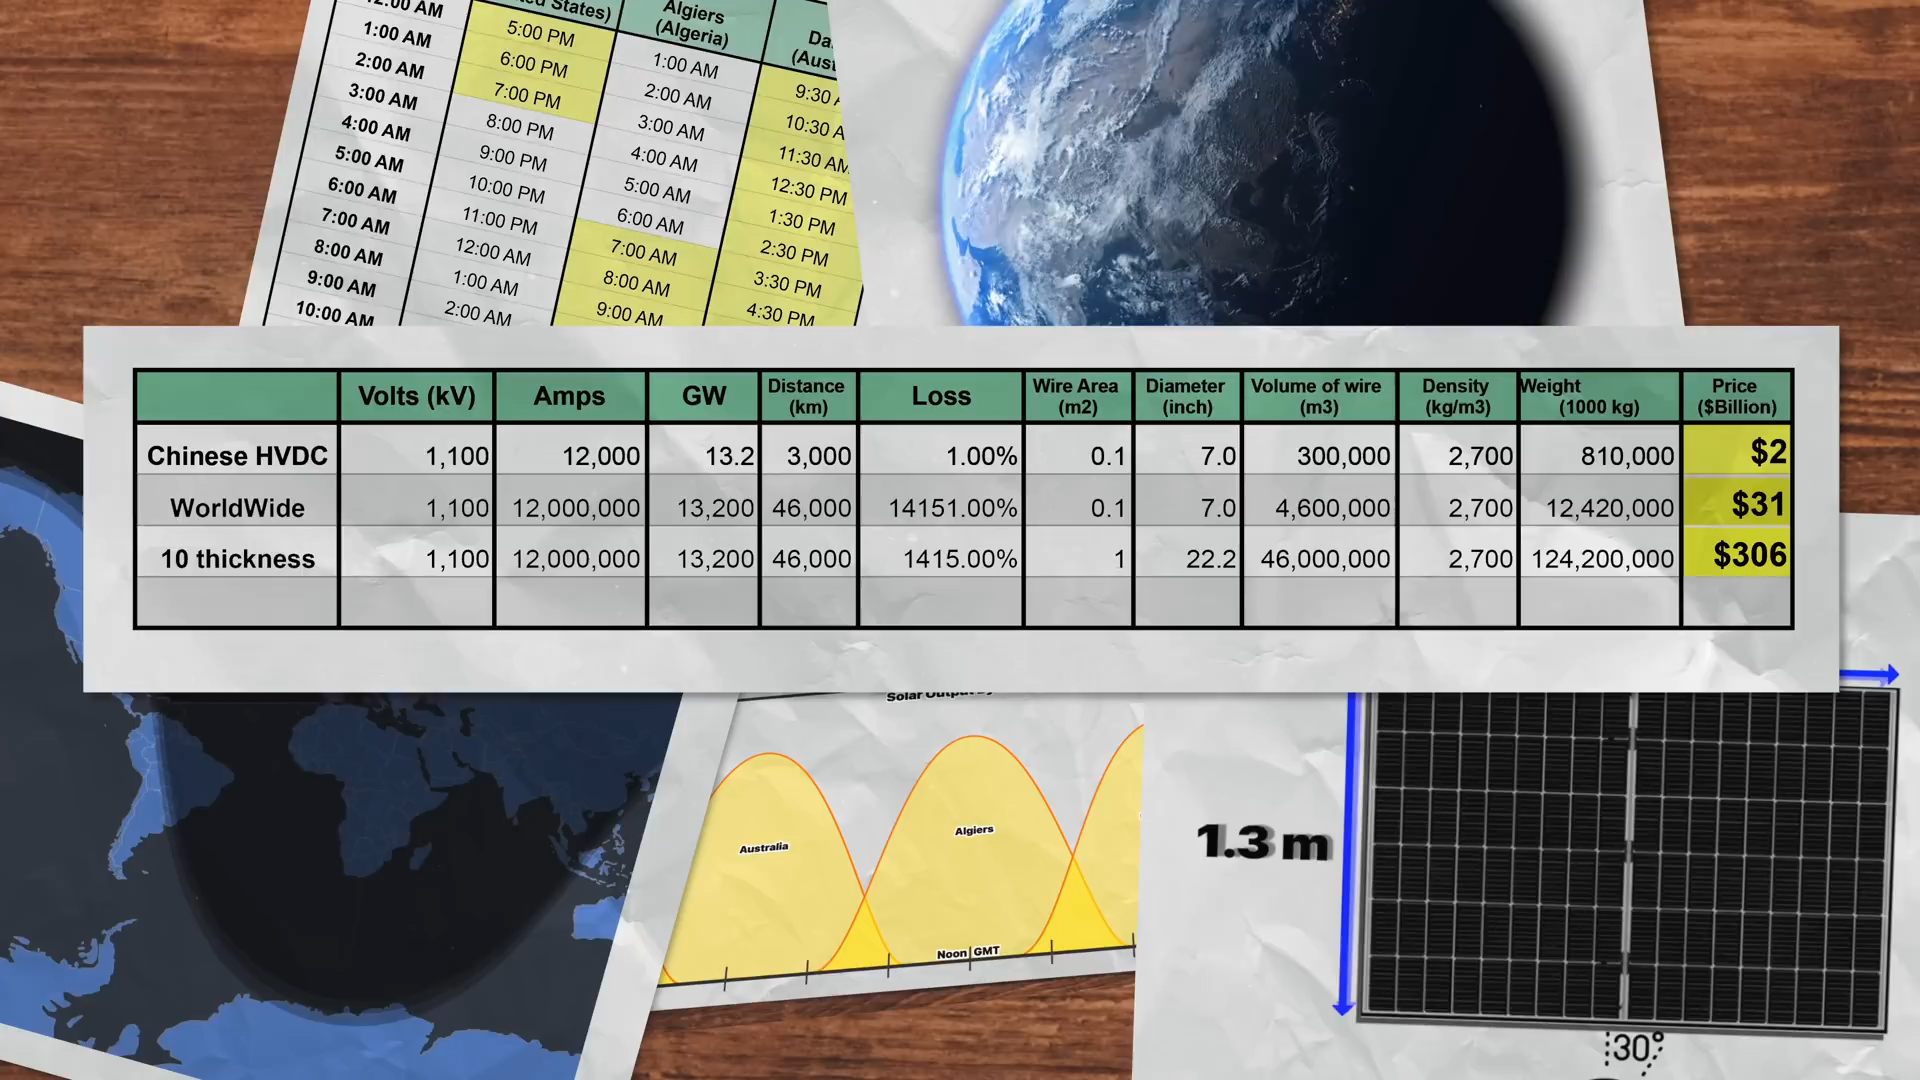 12:00 AM
1:00 AM
2:00 AM
3:00 AM
4:00 AM
5:00 AM
6:00 AM
7:00 AM
8:00 AM
9:00 AM
10:00 AM
States)
5:00 PM
6:00 PM
7:00 PM
8:00 PM
9:00 PM
10:00 PM
11:00 PM
12:00 AM
1:00 AM
2:00 AM
Algiers
(Algeria)
1:00 AM
2:00 AM
3:00 AM
4:00 AM
5:00 AM
6:00 AM
7:00 AM
8:00 AM
9:00 AM
9:30
10:30
11:30 AM
12:30 PM
1:30 PM
2:30 PM
3:30 PM
4:30 PM
Volts (kV) Amps GW Distance (km) Loss Wire Area (m2) Diameter (inch) Volume of wire (m3) Density (kg/m3) Weight (1000 kg) Price ($Billion)
Chinese HVDC 1,100 12,000 13.2 3,000 1.00% 0.1 7.0 300,000 2,700 810,000 $2
WorldWide 1,100 12,000,000 13,200 46,000 14151.00% 0.1 7.0 4,600,000 2,700 12,420,000 $31
10 thickness 1,100 12,000,000 13,200 46,000 1415.00% 1 22.2 46,000,000 2,700 124,200,000 $306
Solar Output
Australia
Algiers
Noon GMT
1.3 m
30°